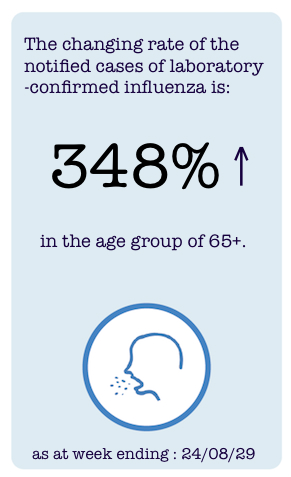 The changing rate of the
notified cases of laboratory
-confirmed influenza is:
348% ↑
in the age group of 65+.
as at week ending : 24/08/29